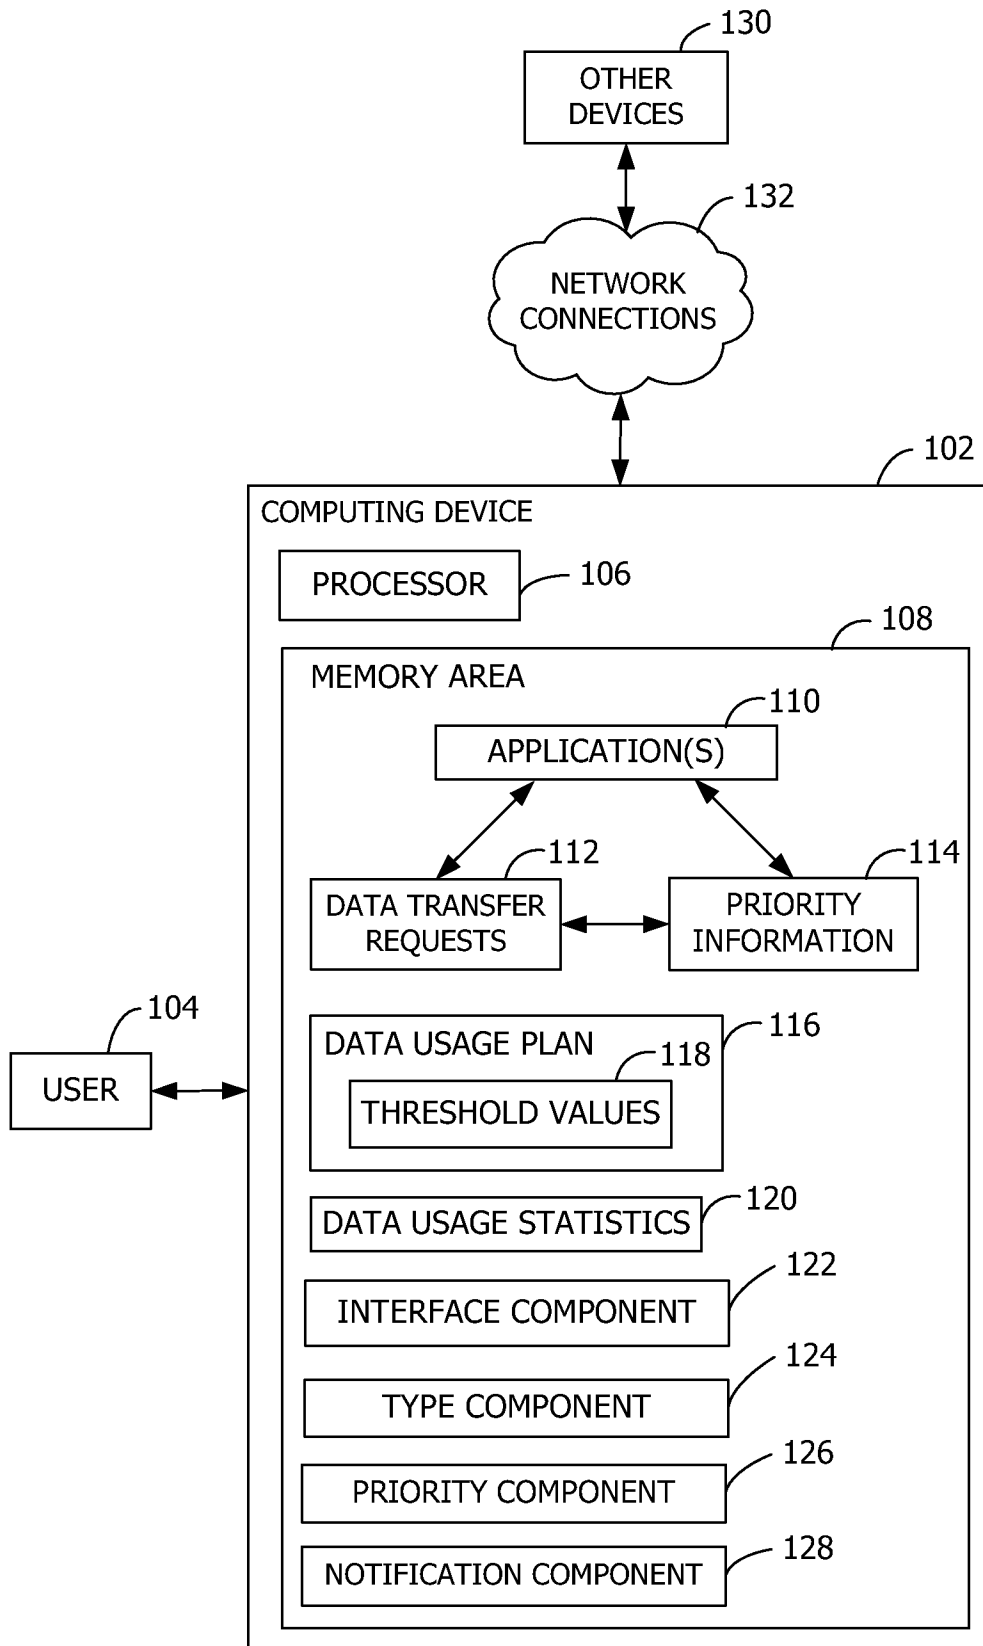 130
OTHER
DEVICES
132
NETWORK
CONNECTIONS
102
COMPUTING DEVICE
PROCESSOR
106
108
MEMORY AREA
110
APPLICATION(S)
112
114
DATA TRANSFER
REQUESTS
PRIORITY
INFORMATION
104
USER
116
DATA USAGE PLAN
118
THRESHOLD VALUES
120
DATA USAGE STATISTICS
122
INTERFACE COMPONENT
124
TYPE COMPONENT
126
PRIORITY COMPONENT
128
NOTIFICATION COMPONENT